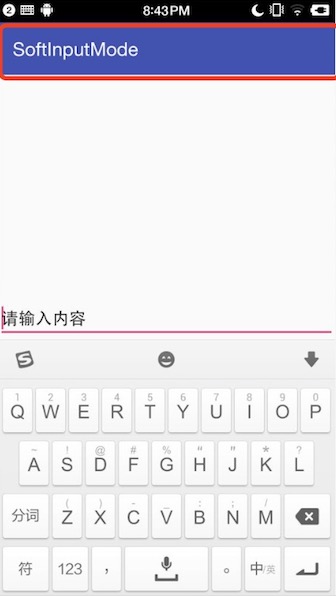 2 8:43PM
SoftInputMode
请输入内容
S
1 2 3 4 5 6 7 8 9 0
Q W E R T Y U I O P
~ ! @ # % “ ” * ?
A S D F G H J K L
( ) - _ : ; /
分词 Z X C V B N M
符 123 ， 。 中/英